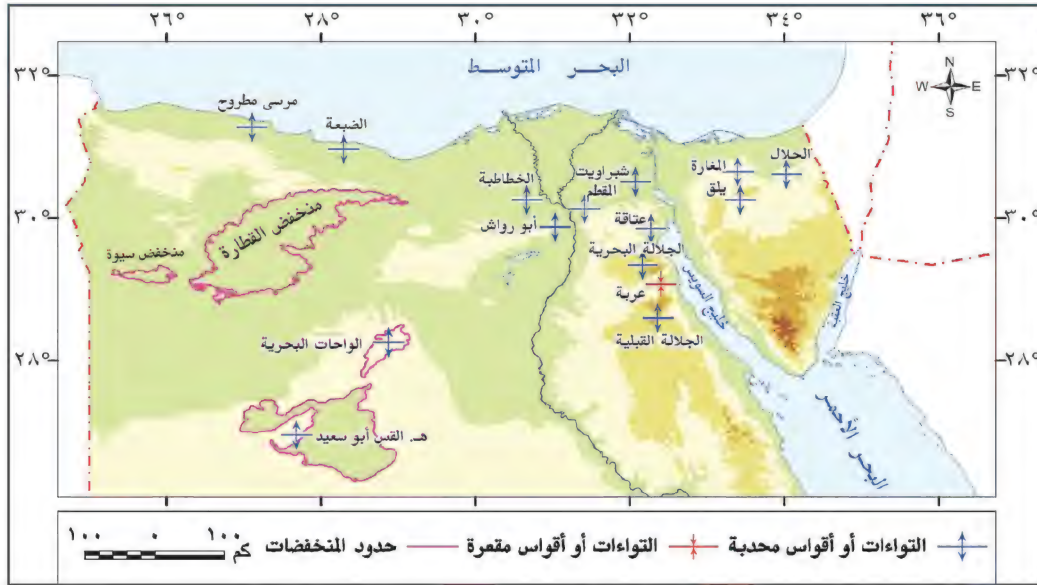 ٢٦ ٢٨ ٣٠ ٣٢ ٣٤ ٣٦
٣٢°
٣٢°
البحر المتوسط
N
W E
S
مرسى مطروح
الضبعة
الحلال
المغارة
يلق
شبراويت
الخطاطبة
القطم
٣٠°
٣٠°
أبو رواش
عتاقة
منخفض القطارة
منخفض سيوة
الجلالة البحرية
عربة
الجلالة القبلية
خليج السويس
خليج العقبة
٢٨°
٢٨°
الواحات البحرية
البحر الأحمر
هـ. القس أبو سعيد
التواءات أو أقواس محدبة
التواءات أو أقواس مقعرة
حدود المنخفضات
١٠٠ ٠ ١٠٠ كم